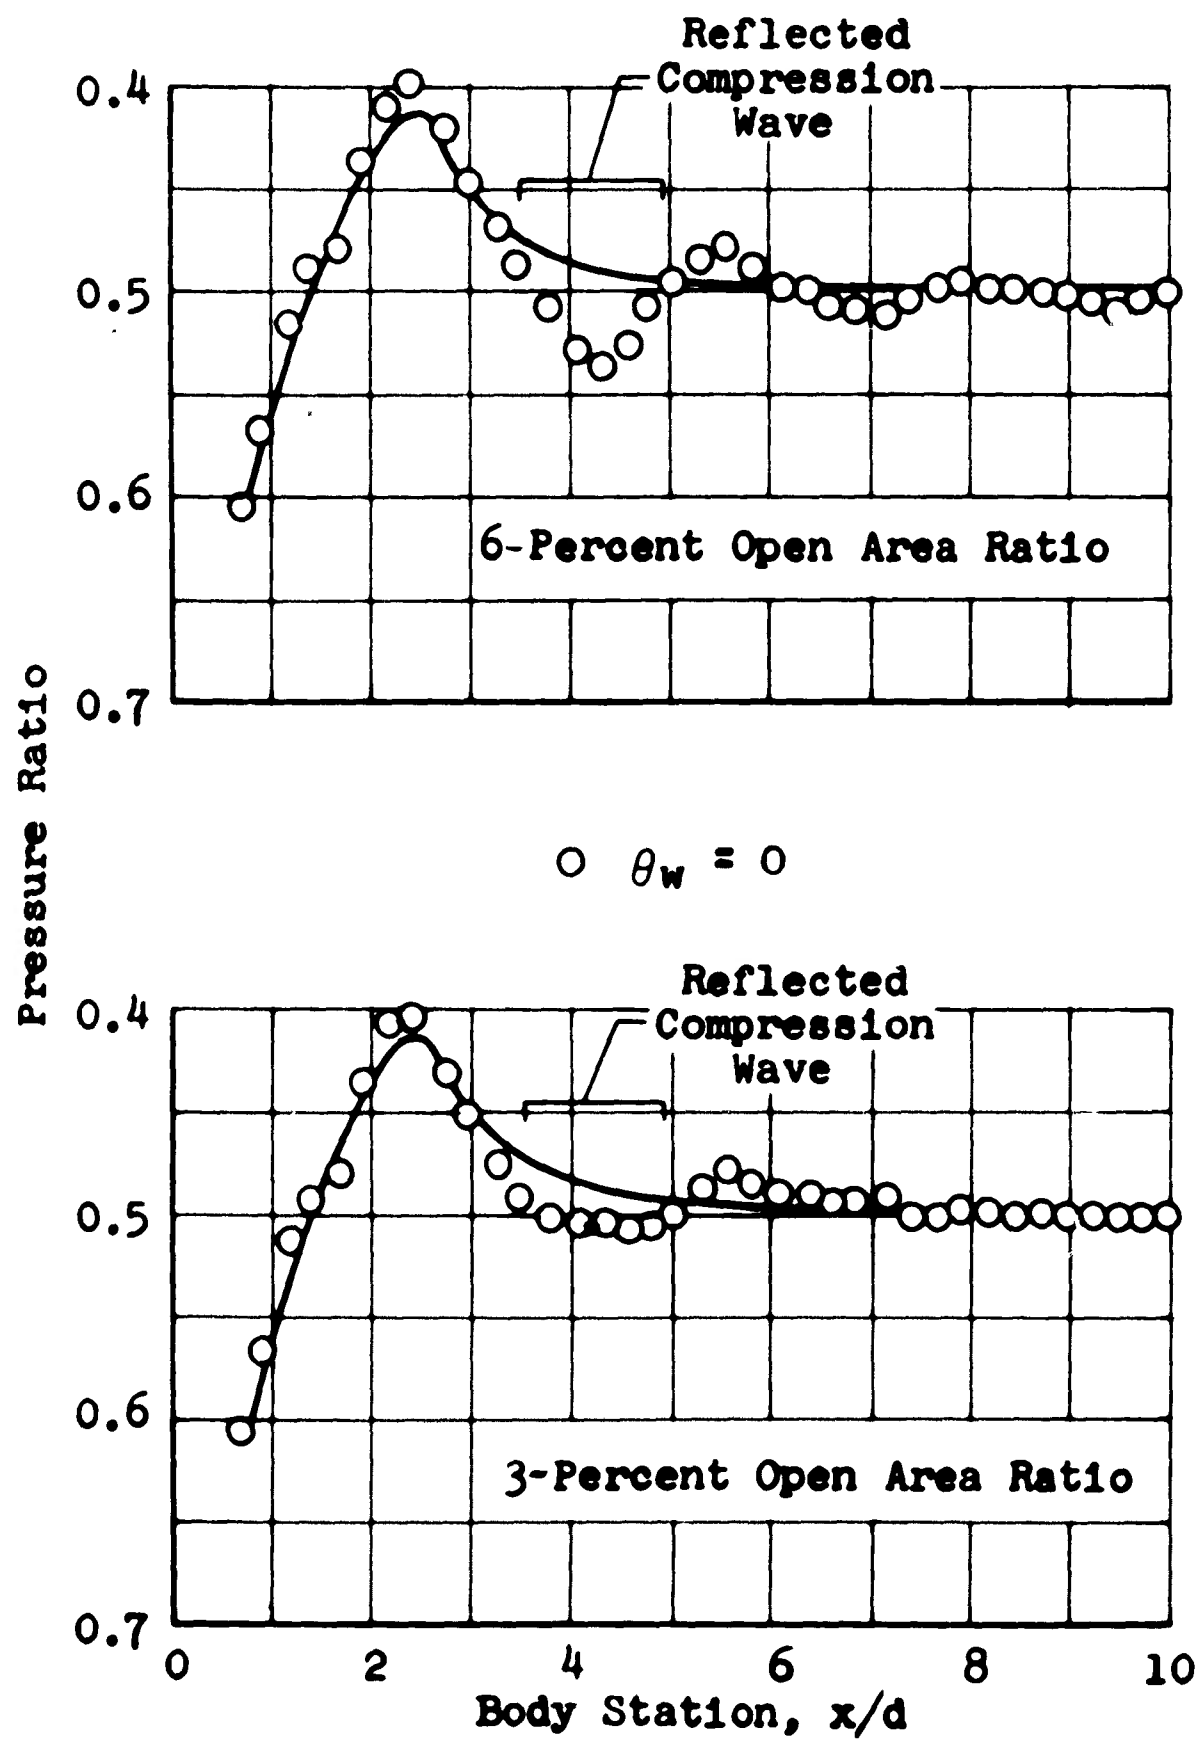 Reflected
Compression
Wave
0.4
0.5
0.6
0.7
6-Percent Open Area Ratio
Pressure Ratio
θw = 0
Reflected
Compression
Wave
0.4
0.5
0.6
0.7
3-Percent Open Area Ratio
0 2 4 6 8 10
Body Station, x/d